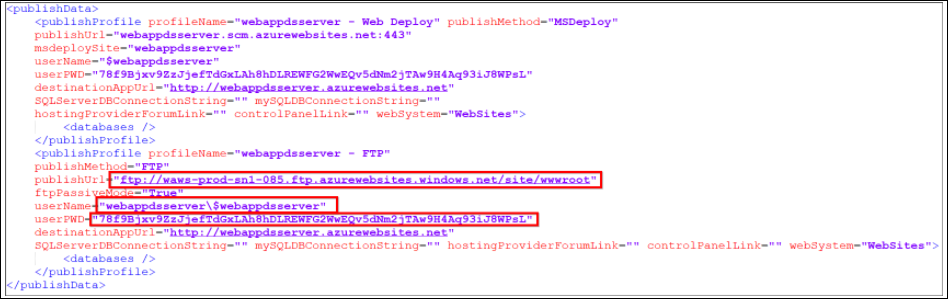 <publishData>
<publishProfile profileName="webappdsserver - Web Deploy" publishMethod="MSDeploy"
publishUrl="webappdsserver.scm.azurewebsites.net:443"
msdeploySite="webappdsserver"
userName="$webappdsserver"
userPWD="78f9Bjxv9ZzJjefTdGxLAh8hDLREWFG2WwEQv5dNm2jTAw9H4Aq93iJ8WPsL"
destinationAppUrl="http://webappdsserver.azurewebsites.net"
SQLServerDBConnectionString="" mySQLDBConnectionString=""
hostingProviderForumLink="" controlPanelLink="" webSystem="WebSites">
<databases />
</publishProfile>
<publishProfile profileName="webappdsserver - FTP"
publishMethod="FTP"
publishUrl="ftp://waws-prod-sn1-085.ftp.azurewebsites.windows.net/site/wwwroot"
ftpPassiveMode="True"
userName="webappdsserver\$webappdsserver"
userPWD="78f9Bjxv9ZzJjefTdGxLAh8hDLREWFG2WwEQv5dNm2jTAw9H4Aq93iJ8WPsL"
destinationAppUrl="http://webappdsserver.azurewebsites.net"
SQLServerDBConnectionString="" mySQLDBConnectionString="" hostingProviderForumLink="" controlPanelLink="" webSystem="WebSites">
<databases />
</publishProfile>
</publishData>